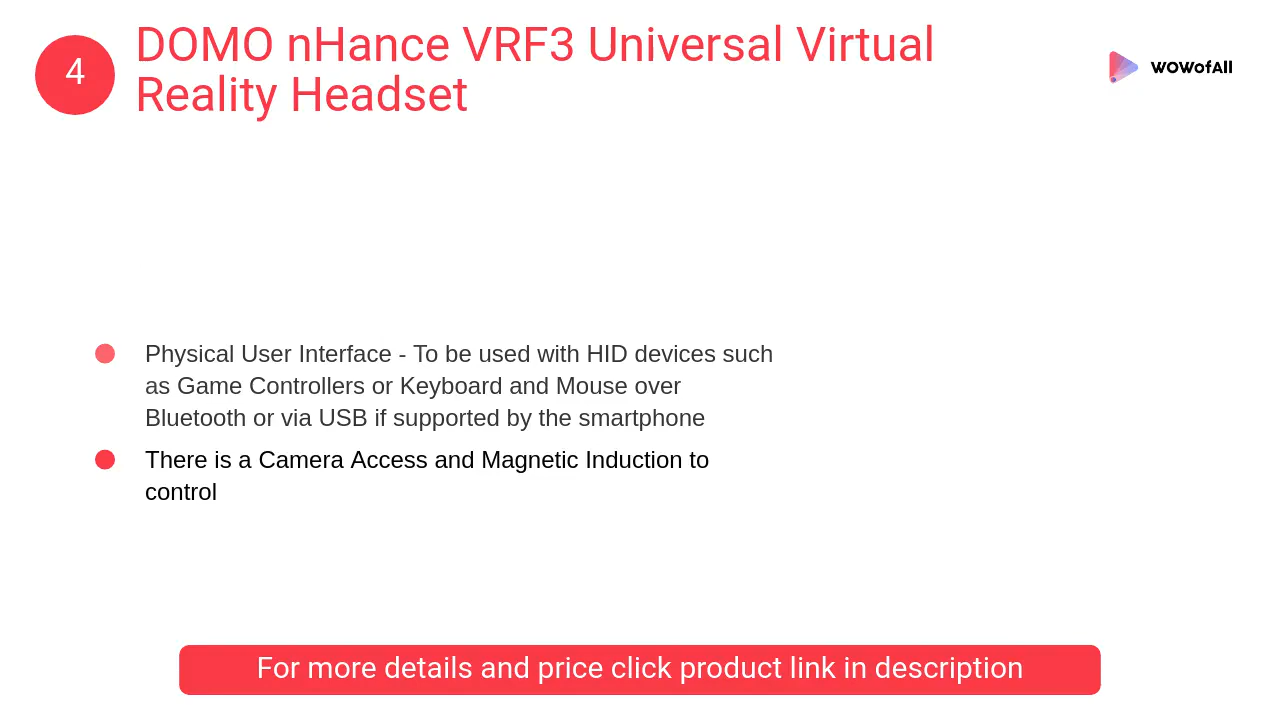 4
DOMO nHance VRF3 Universal Virtual
Reality Headset
WOWofAll
Physical User Interface - To be used with HID devices such
as Game Controllers or Keyboard and Mouse over
Bluetooth or via USB if supported by the smartphone
There is a Camera Access and Magnetic Induction to
control
For more details and price click product link in description